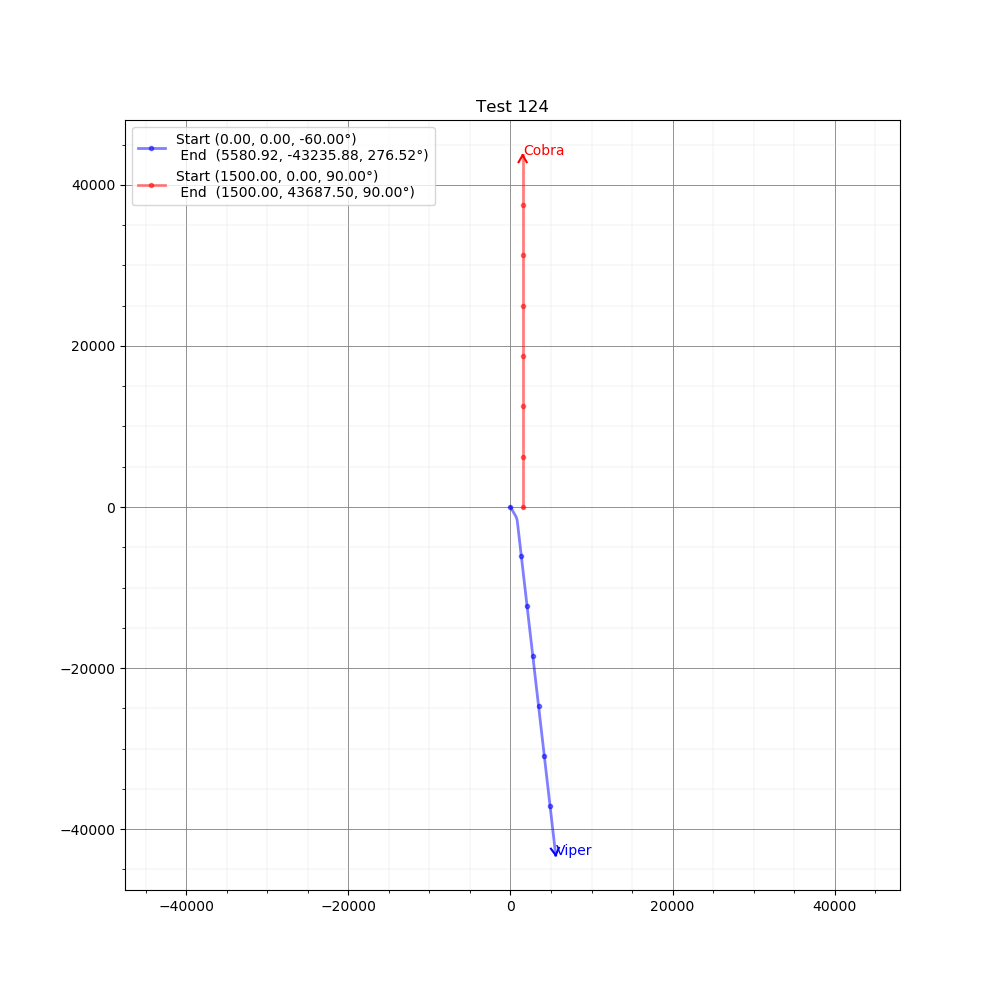 Test 124
Start (0.00, 0.00, -60.00°)
End  (5580.92, -43235.88, 276.52°)
Start (1500.00, 0.00, 90.00°)
End  (1500.00, 43687.50, 90.00°)
Cobra
Viper
40000
20000
0
−20000
−40000
−40000
−20000
0
20000
40000